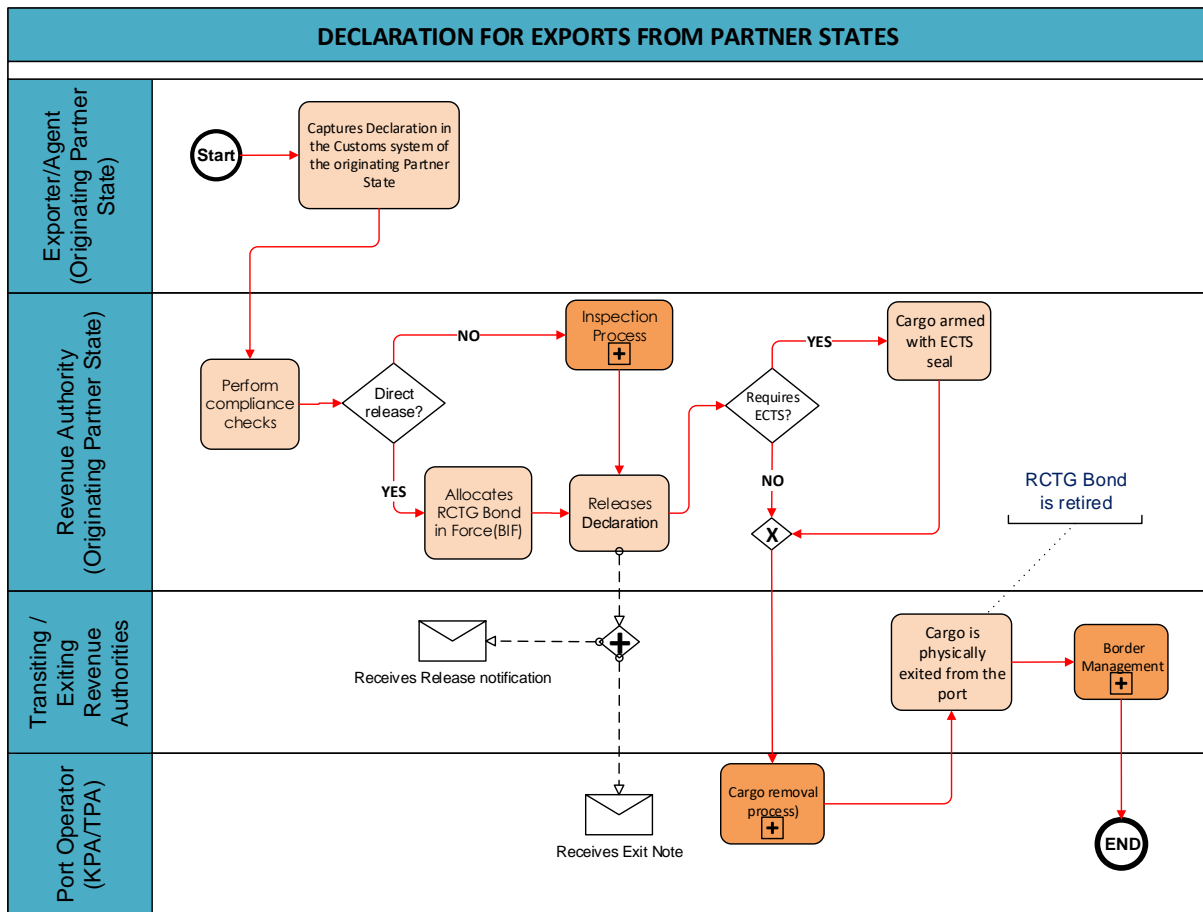 DECLARATION FOR EXPORTS FROM PARTNER STATES
Exporter/Agent
(Originating Partner
State)
Start
Captures Declaration in
the Customs system of
the originating Partner
State
Revenue Authority
(Originating Partner State)
Perform
compliance
checks
Direct
release?
NO
YES
Inspection
Process
Allocates
RCTG Bond
in Force(BIF)
Releases
Declaration
Requires
ECTS?
YES
NO
Cargo armed
with ECTS
seal
X
RCTG Bond
is retired
Transiting /
Exiting
Revenue
Authorities
Receives Release notification
Cargo is
physically
exited from the
port
Border
Management
Port Operator
(KPA/TPA)
Receives Exit Note
Cargo removal
process)
END